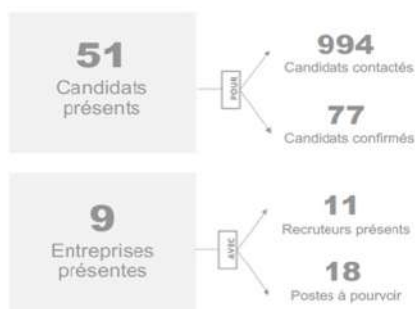 51
Candidats
présents
POUR
994
Candidats contactés
77
Candidats confirmés
9
Entreprises
présentes
AVEC
11
Recruteurs présents
18
Postes à pourvoir